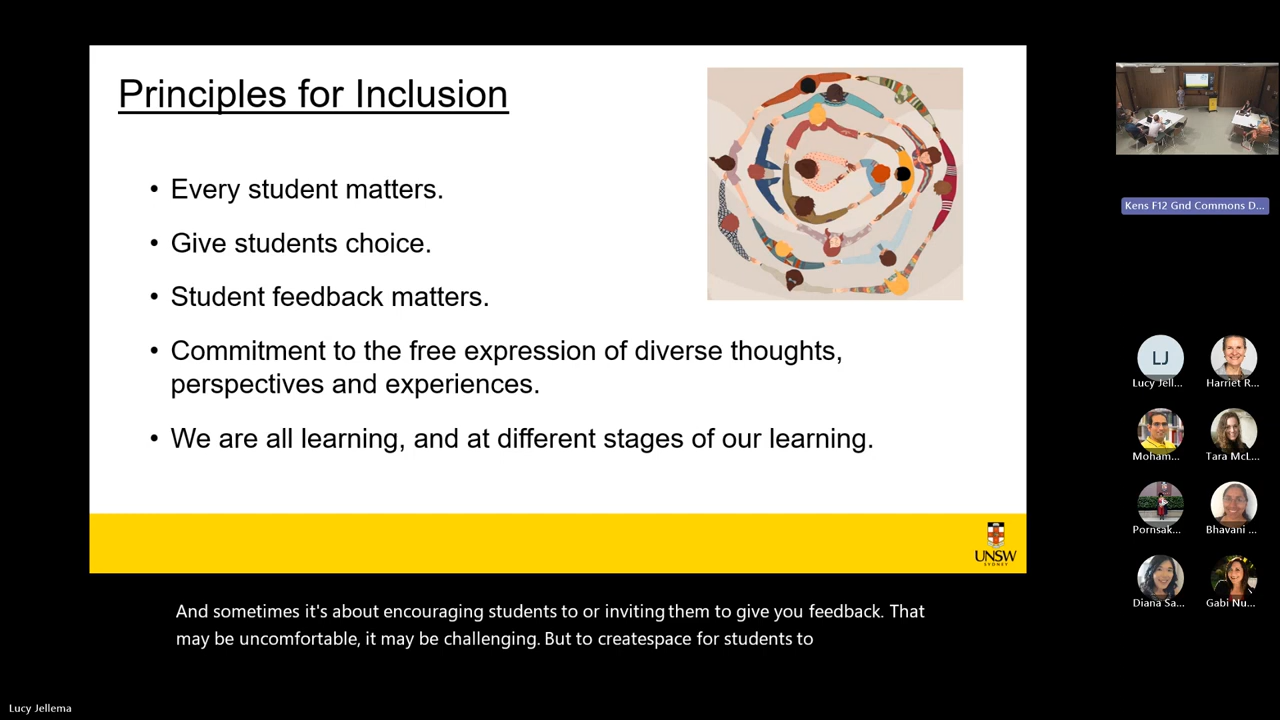 Principles for Inclusion
• Every student matters.
• Give students choice.
• Student feedback matters.
• Commitment to the free expression of diverse thoughts,
perspectives and experiences.
• We are all learning, and at different stages of our learning.
UNSW
SYDNEY
And sometimes it's about encouraging students to or inviting them to give you feedback. That
may be uncomfortable, it may be challenging. But to createspace for students to
Lucy Jellema
Kens F12 Gnd Commons D...
LJ
Lucy Jell...
Harriet R...
Moham...
Tara McL...
Pornsak...
Bhavani ...
Diana Sa...
Gabi Nu...